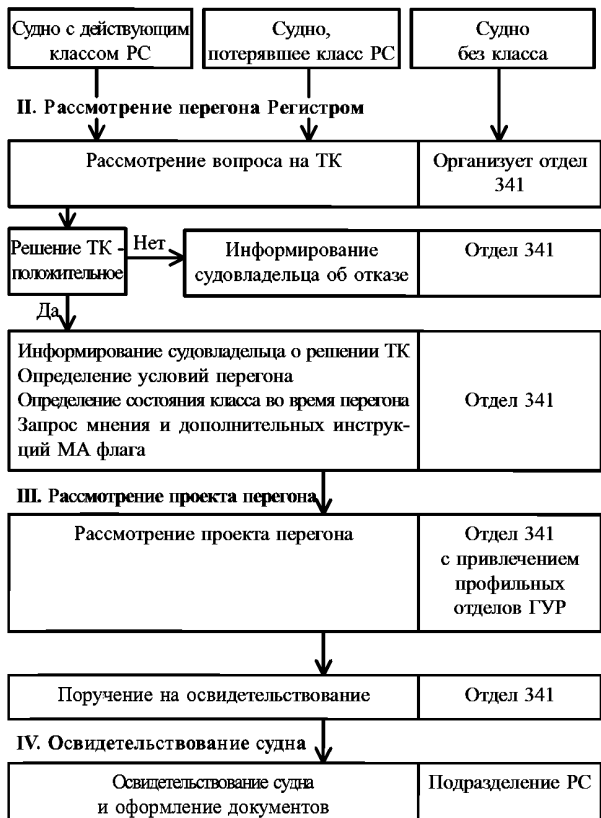 Судно с действующим
классом РС
Судно,
потерявшее класс РС
Судно
без класса
II. Рассмотрение перегона Регистром
Рассмотрение вопроса на ТК
Организует отдел
341
Решение ТК -
положительное
Нет
Информирование
судовладельца об отказе
Отдел 341
Да
Информирование судовладельца о решении ТК
Определение условий перегона
Определение состояния класса во время перегона
Запрос мнения и дополнительных инструк-
ций МА флага
Отдел 341
III. Рассмотрение проекта перегона
Рассмотрение проекта перегона
Отдел 341
с привлечением
профильных
отделов ГУР
Поручение на освидетельствование
Отдел 341
IV. Освидетельствование судна
Освидетельствование судна
и оформление документов
Подразделение РС